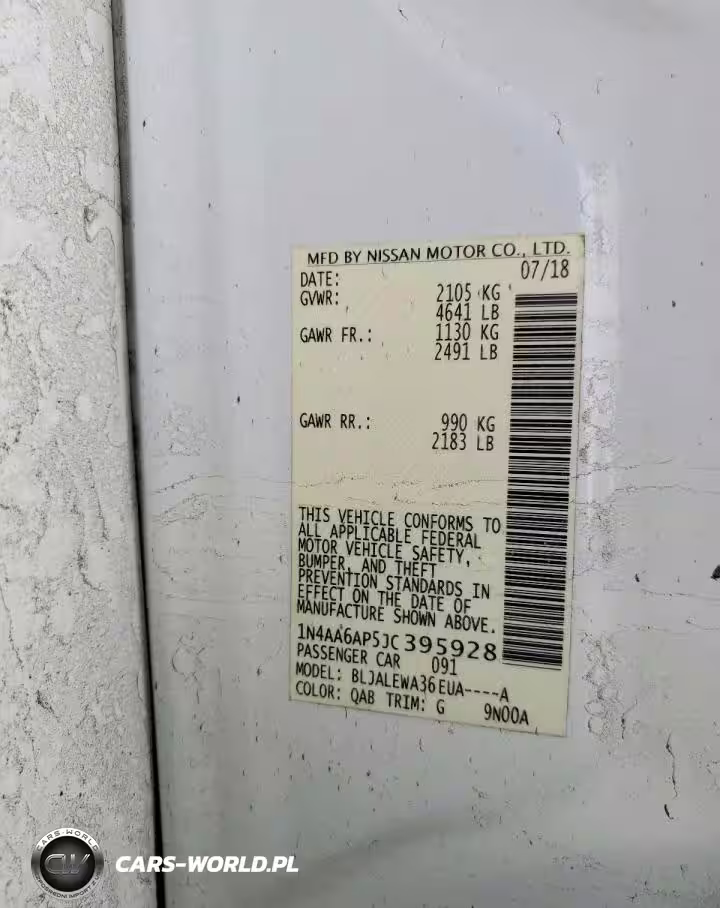 MFD BY NISSAN MOTOR CO., LTD.
DATE: 07/18
GVWR: 2105 KG
4641 LB
GAWR FR.: 1130 KG
2491 LB
GAWR RR.: 990 KG
2183 LB
THIS VEHICLE CONFORMS TO
ALL APPLICABLE FEDERAL
MOTOR VEHICLE SAFETY,
BUMPER, AND THEFT
PREVENTION STANDARDS IN
EFFECT ON THE DATE OF
MANUFACTURE SHOWN ABOVE.
1N4AA6AP5JC395928
PASSENGER CAR 091
MODEL: BLJALEWA36EUA----A
COLOR: QAB TRIM: G 9N00A
CARS-WORLD
CW
CARS-WORLD.PL